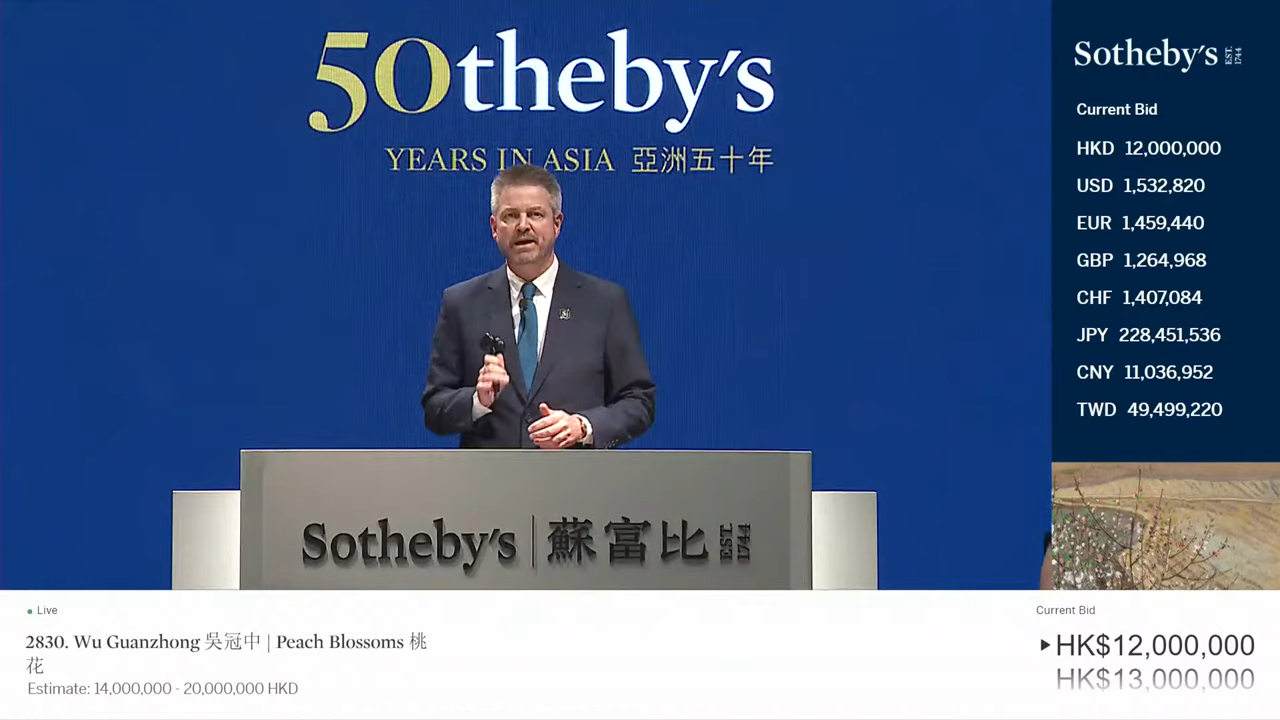 50theby's
YEARS IN ASIA 亞洲五十年
Sotheby's | 蘇富比 EST. 1744
Sotheby's EST. 1744
Current Bid
HKD 12,000,000
USD 1,532,820
EUR 1,459,440
GBP 1,264,968
CHF 1,407,084
JPY 228,451,536
CNY 11,036,952
TWD 49,499,220
Live
2830. Wu Guanzhong 吳冠中 | Peach Blossoms 桃
花
Estimate: 14,000,000 - 20,000,000 HKD
Current Bid
HK$12,000,000
HK$13,000,000